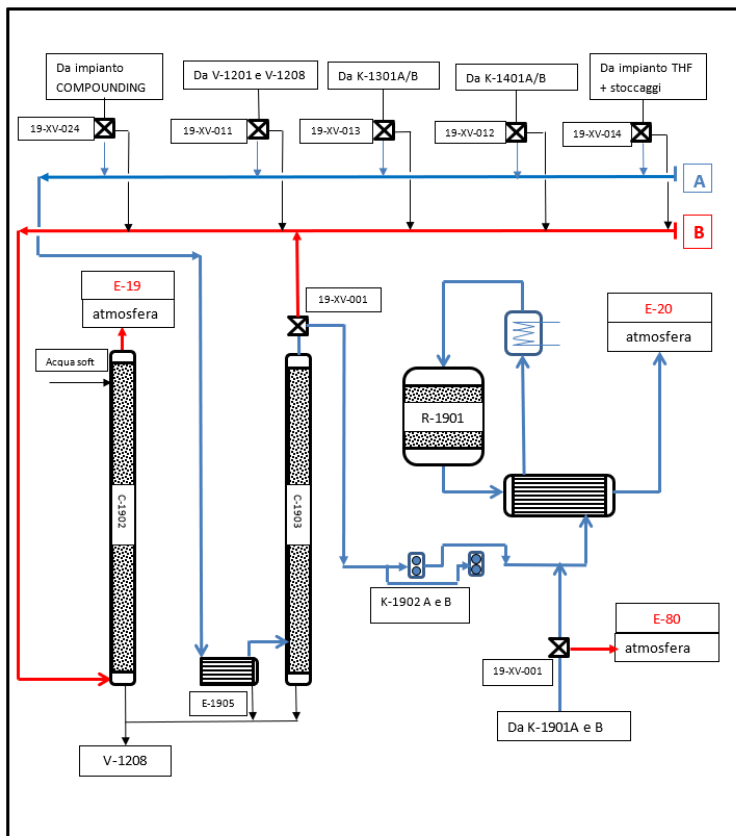 Da impianto
COMPOUNDING
Da V-1201 e V-1208
Da K-1301A/B
Da K-1401A/B
Da impianto THF
+ stoccaggi
19-XV-024
19-XV-011
19-XV-013
19-XV-012
19-XV-014
A
B
E-19
atmosfera
19-XV-001
E-20
atmosfera
Acqua soft
R-1901
C-1902
C-1903
K-1902 A e B
E-80
atmosfera
19-XV-001
E-1905
Da K-1901A e B
V-1208